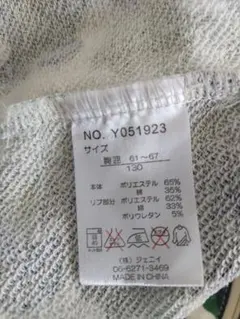 NO. Y051923
サイズ
胸囲 61～67
130
本体 ポリエステル 65%
綿 35%
リブ部分 ポリエステル 62%
綿 33%
ポリウレタン 5%
(株)ジェニイ
06-6271-3469
MADE IN CHINA